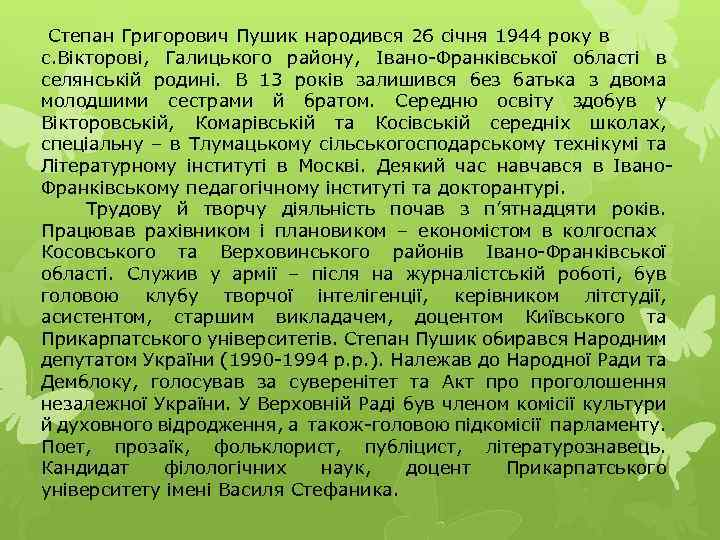 Степан Григорович Пушик народився 26 січня 1944 року в
с.Вікторові, Галицького району, Івано-Франківської області в
селянській родині. В 13 років залишився без батька з двома
молодшими сестрами й братом. Середню освіту здобув у
Вікторовській, Комарівській та Косівській середніх школах,
спеціальну – в Тлумацькому сільськогосподарському технікумі та
Літературному інституті в Москві. Деякий час навчався в Івано-
Франківському педагогічному інституті та докторантурі.
Трудову й творчу діяльність почав з п’ятнадцяти років.
Працював рахівником і плановиком – економістом в колгоспах
Косовського та Верховинського районів Івано-Франківської
області. Служив у армії – після на журналістській роботі, був
головою клубу творчої інтелігенції, керівником літстудії,
асистентом, старшим викладачем, доцентом Київського та
Прикарпатського університетів. Степан Пушик обирався Народним
депутатом України (1990-1994 р.р.). Належав до Народної Ради та
Демблоку, голосував за суверенітет та Акт про проголошення
незалежної України. У Верховній Раді був членом комісії культури
й духовного відродження, а також-головою підкомісії парламенту.
Поет, прозаїк, фольклорист, публіцист, літературознавець.
Кандидат філологічних наук, доцент Прикарпатського
університету імені Василя Стефаника.